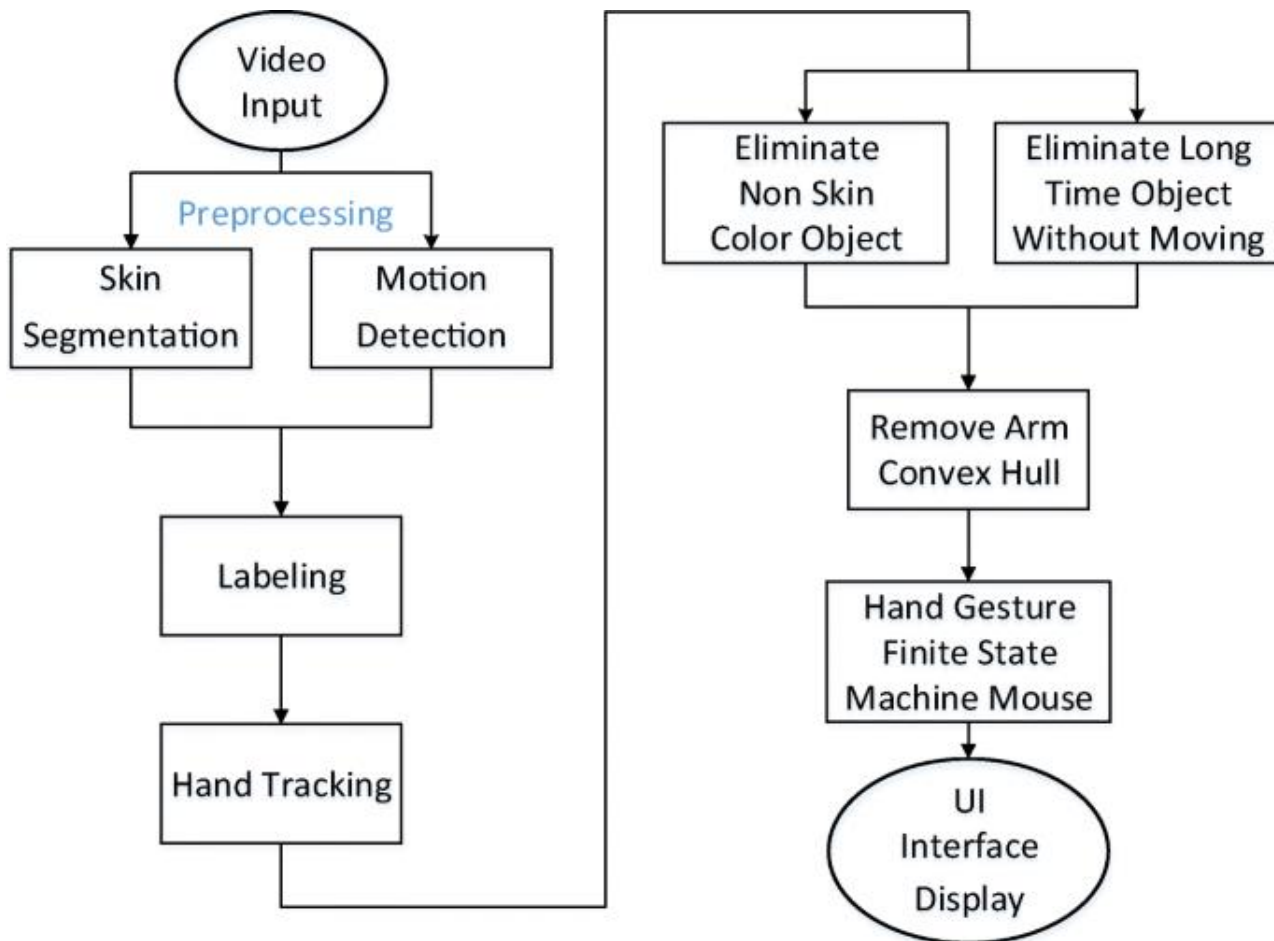 Video
Input
Preprocessing
Skin
Segmentation
Motion
Detection
Labeling
Hand Tracking
Eliminate
Non Skin
Color Object
Eliminate Long
Time Object
Without Moving
Remove Arm
Convex Hull
Hand Gesture
Finite State
Machine Mouse
UI
Interface
Display